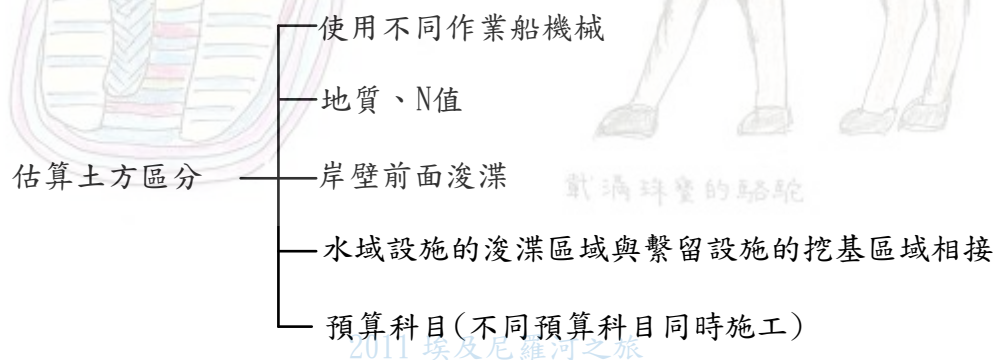 使用不同作業船機械
地質、N值
估算土方區分
岸壁前面浚渫
戴滿珠寶的駱駝
水域設施的浚渫區域與繫留設施的挖基區域相接
預算科目(不同預算科目同時施工)
2011 埃及尼羅河之旅